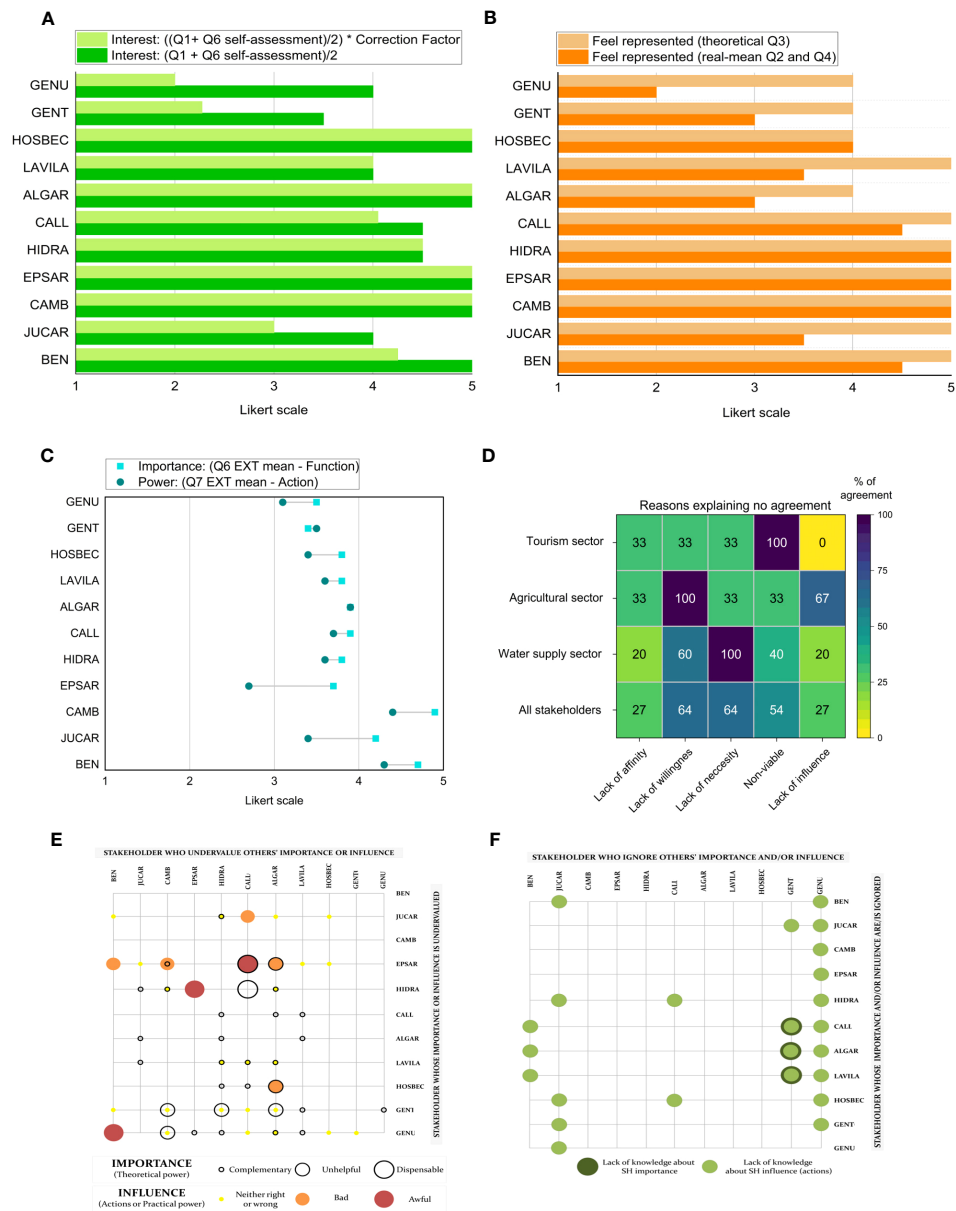 A
Interest: ((Q1+ Q6 self-assessment)/2) * Correction Factor
Interest: (Q1 + Q6 self-assessment)/2
GENU
GENT
HOSBEC
LAVILA
ALGAR
CALL
HIDRA
EPSAR
CAMB
JUCAR
BEN
1 2 3 4 5
Likert scale
B
Feel represented (theoretical Q3)
Feel represented (real-mean Q2 and Q4)
GENU
GENT
HOSBEC
LAVILA
ALGAR
CALL
HIDRA
EPSAR
CAMB
JUCAR
BEN
1 2 3 4 5
Likert scale
C
Importance: (Q6 EXT mean - Function)
Power: (Q7 EXT mean - Action)
GENU
GENT
HOSBEC
LAVILA
ALGAR
CALL
HIDRA
EPSAR
CAMB
JUCAR
BEN
1 2 3 4 5
Likert scale
D
% of
agreement
Reasons explaining no agreement
Tourism sector 33 33 33 100 0
Agricultural sector 33 100 33 33 67
Water supply sector 20 60 100 40 20
All stakeholders 27 64 64 54 27
Lack of affinity
Lack of willingnes
Lack of neccesity
Non-viable
Lack of influence
100
75
50
25
0
E
STAKEHOLDER WHO UNDERVALUE OTHERS' IMPORTANCE OR INFLUENCE
BEN JUCAR CAMB EPSAR HIDRA CALU ALGAR LAVILA HOSBEC GENTI GENU
BEN
JUCAR
CAMB
EPSAR
HIDRA
CALL
ALGAR
LAVILA
HOSBEC
GENT
GENU
STAKEHOLDER WHOSE IMPORTANCE OR INFLUENCE IS UNDERVALUED
IMPORTANCE
(Theoretical power)
Complementary
Unhelpful
Dispensable
INFLUENCE
(Actions or Practical power)
Neither right
or wrong
Bad
Awful
F
STAKEHOLDER WHO IGNORE OTHERS' IMPORTANCE AND/OR INFLUENCE
BEN JUCAR CAMB EPSAR HIDRA CALL ALGAR LAVILA HOSBEC GENT GENU
BEN
JUCAR
CAMB
EPSAR
HIDRA
CALL
ALGAR
LAVILA
HOSBEC
GENT
GENU
STAKEHOLDER WHOSE IMPORTANCE AND/OR INFLUENCE ARE/IS IGNORED
Lack of knowledge about
SH importance
Lack of knowledge
about SH influence (actions)